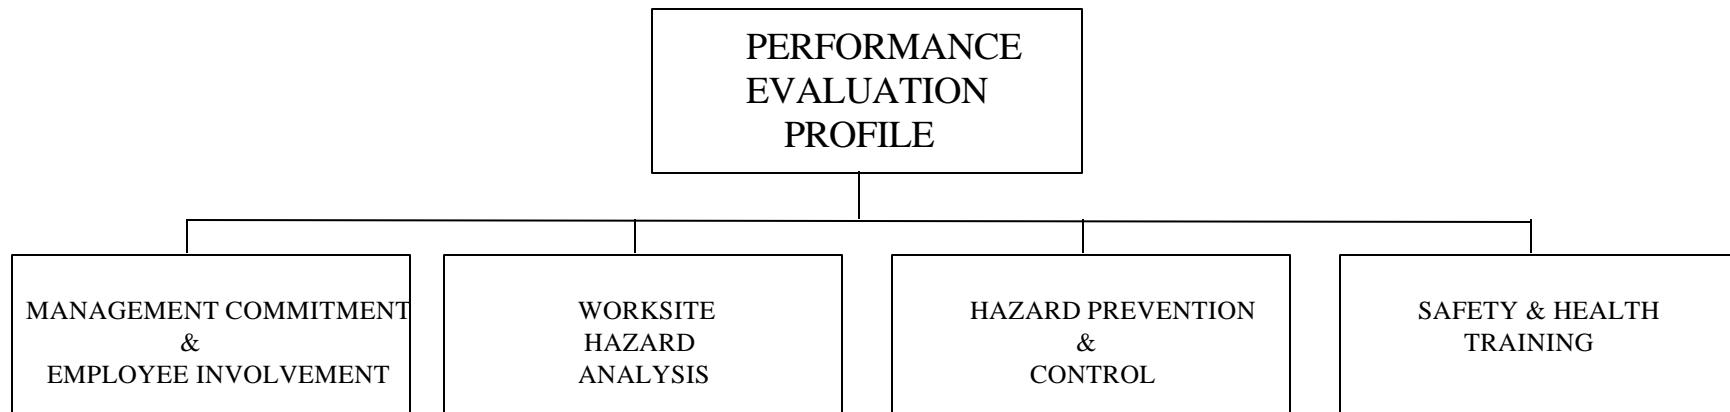 PERFORMANCE
EVALUATION
PROFILE
MANAGEMENT COMMITMENT
&
EMPLOYEE INVOLVEMENT
WORKSITE
HAZARD
ANALYSIS
HAZARD PREVENTION
&
CONTROL
SAFETY & HEALTH
TRAINING